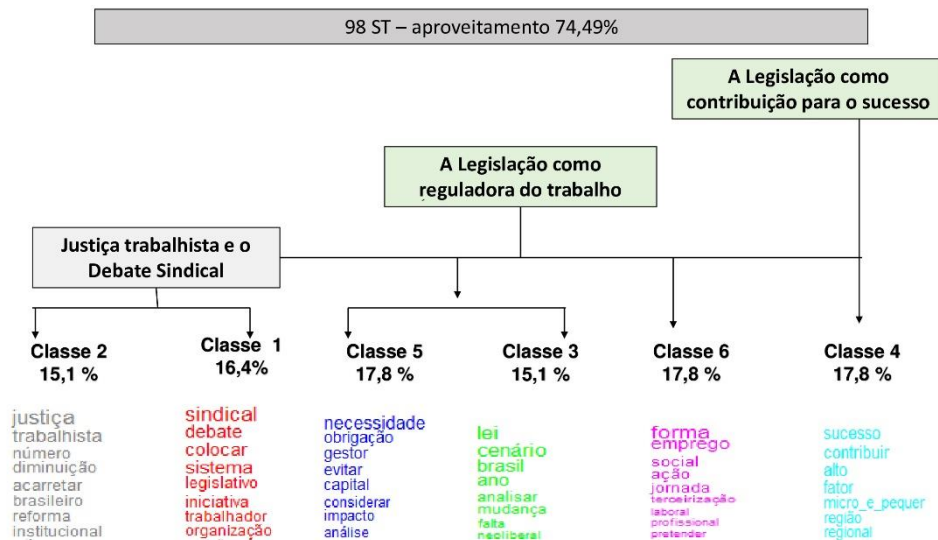 98 ST – aproveitamento 74,49%
A Legislação como
contribuição para o sucesso
A Legislação como
reguladora do trabalho
Justiça trabalhista e o
Debate Sindical
Classe 2
15,1 %
Classe 1
16,4%
Classe 5
17,8 %
Classe 3
15,1 %
Classe 6
17,8 %
Classe 4
17,8 %
justiça
trabalhista
número
diminuição
acarretar
brasileiro
reforma
institucional
sindical
debate
colocar
sistema
legislativo
iniciativa
trabalhador
organização
necessidade
obrigação
gestor
evitar
capital
considerar
impacto
análise
lei
cenário
brasil
ano
analisar
mudança
falta
neoliberal
forma
emprego
social
ação
jornada
terceirização
laboral
profissional
pretender
sucesso
contribuir
alto
fator
micro_e_pequer
região
regional